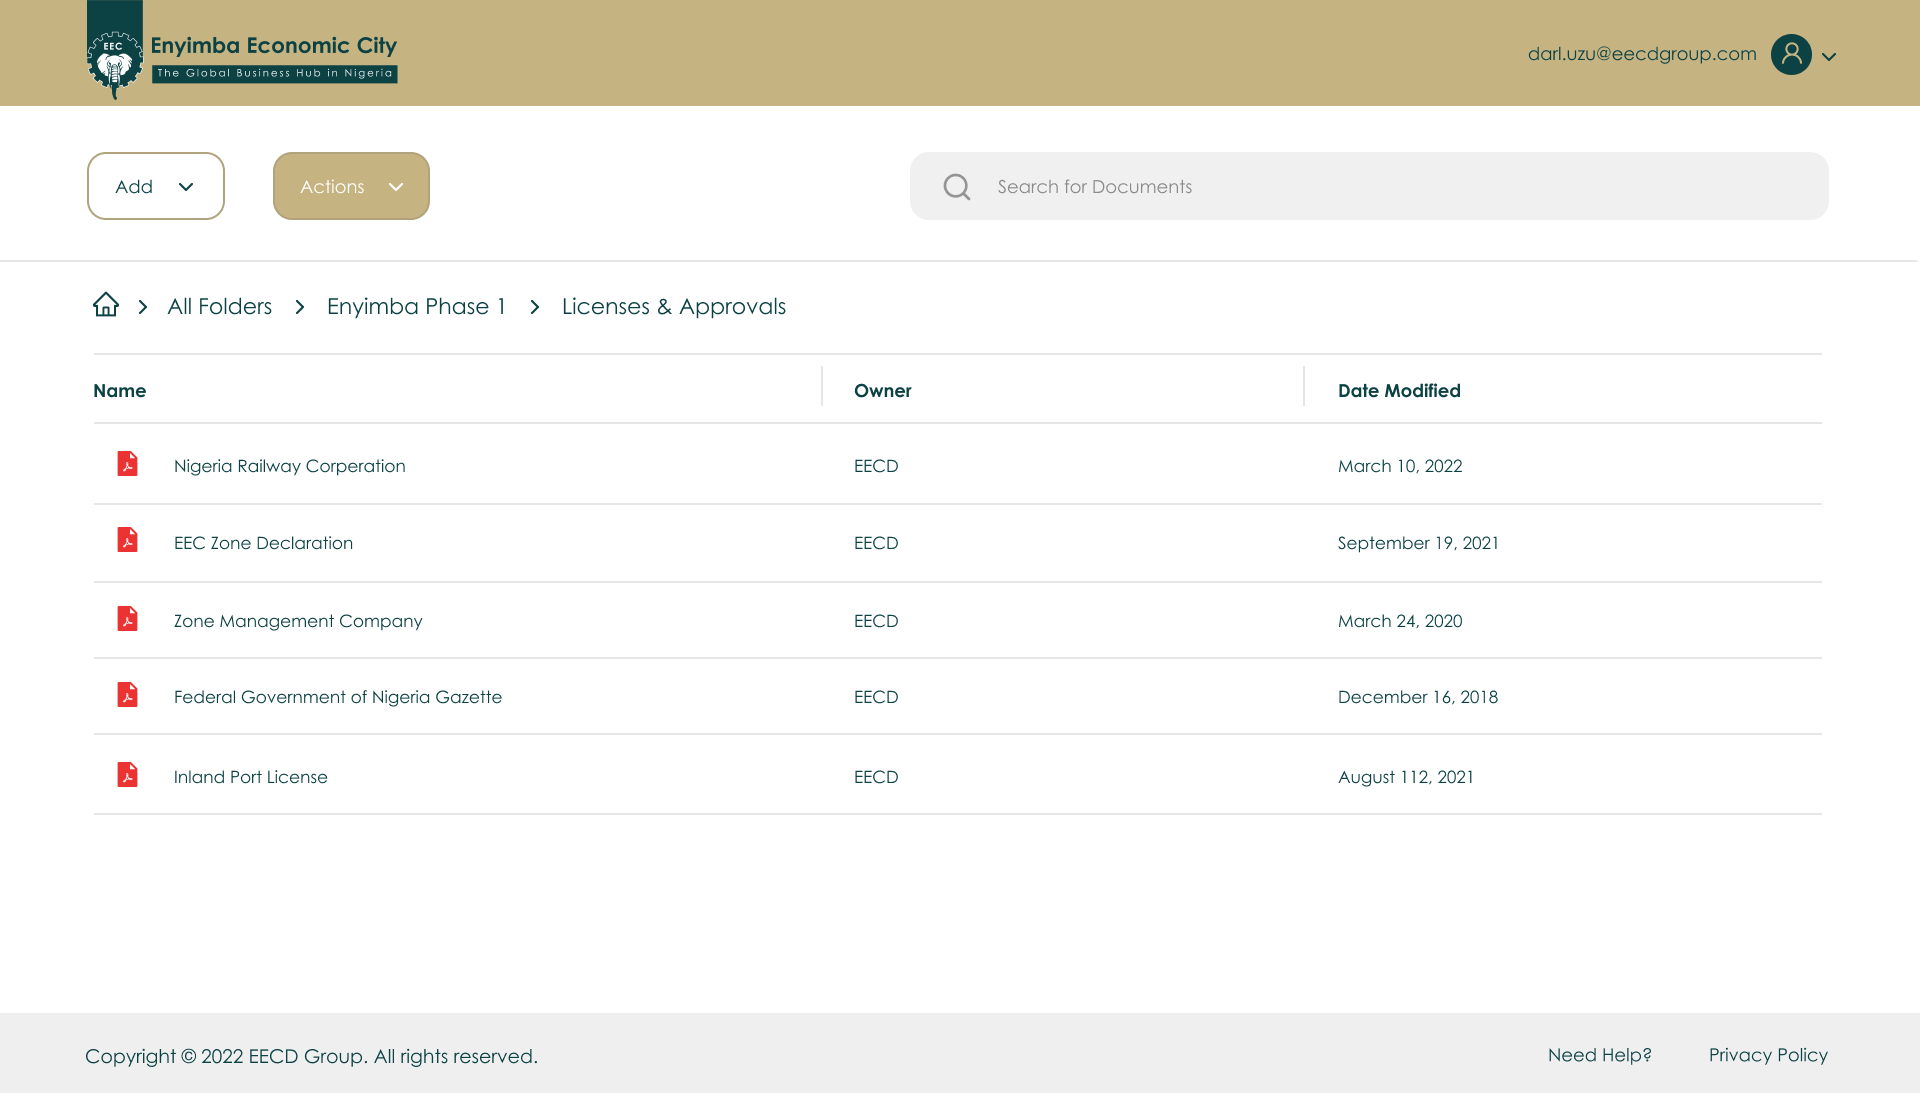 EEC
Enyimba Economic City
The Global Business Hub in Nigeria
darl.uzu@eecdgroup.com
Add
Actions
Search for Documents
All Folders
Enyimba Phase 1
Licenses & Approvals
Name
Owner
Date Modified
Nigeria Railway Corperation
EECD
March 10, 2022
EEC Zone Declaration
EECD
September 19, 2021
Zone Management Company
EECD
March 24, 2020
Federal Government of Nigeria Gazette
EECD
December 16, 2018
Inland Port License
EECD
August 112, 2021
Copyright © 2022 EECD Group. All rights reserved.
Need Help?
Privacy Policy